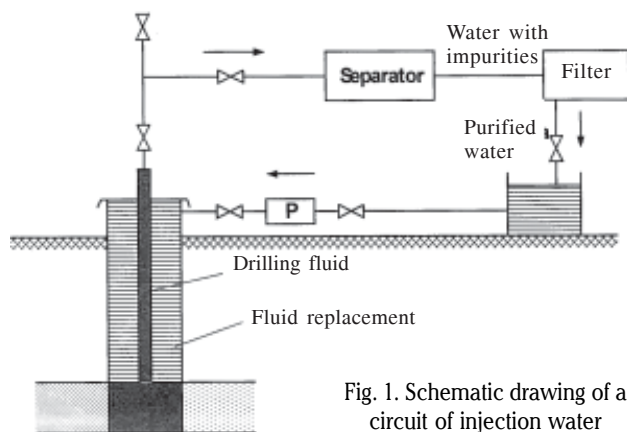 Water with
impurities
Separator
Filter
Purified
water
P
Drilling fluid
Fluid replacement
Fig. 1. Schematic drawing of a
circuit of injection water